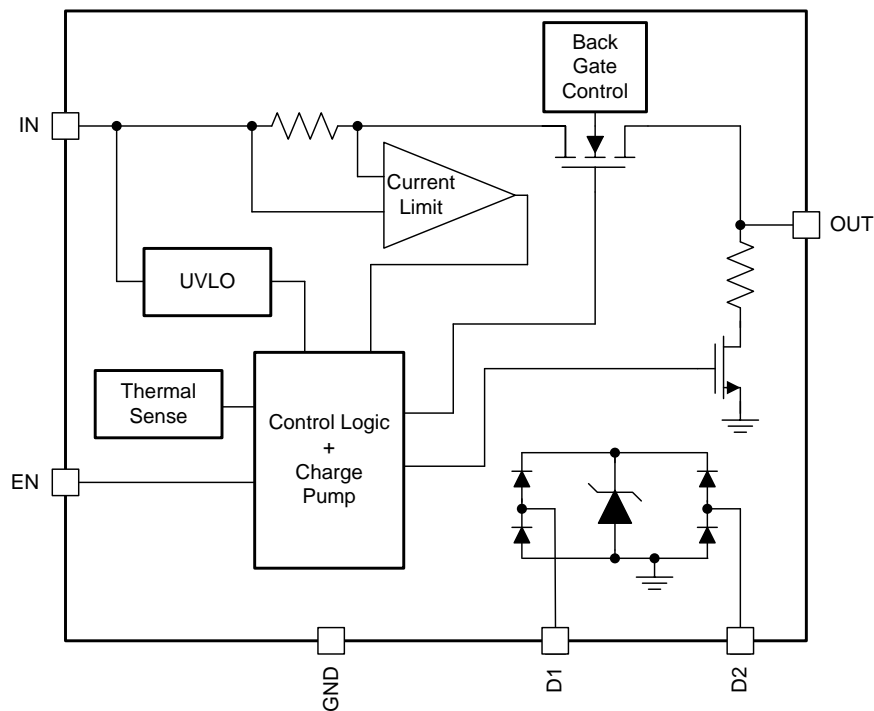 Back
Gate
Control
IN
Current
Limit
OUT
UVLO
Thermal
Sense
Control Logic
+
Charge
Pump
EN
GND
D1
D2